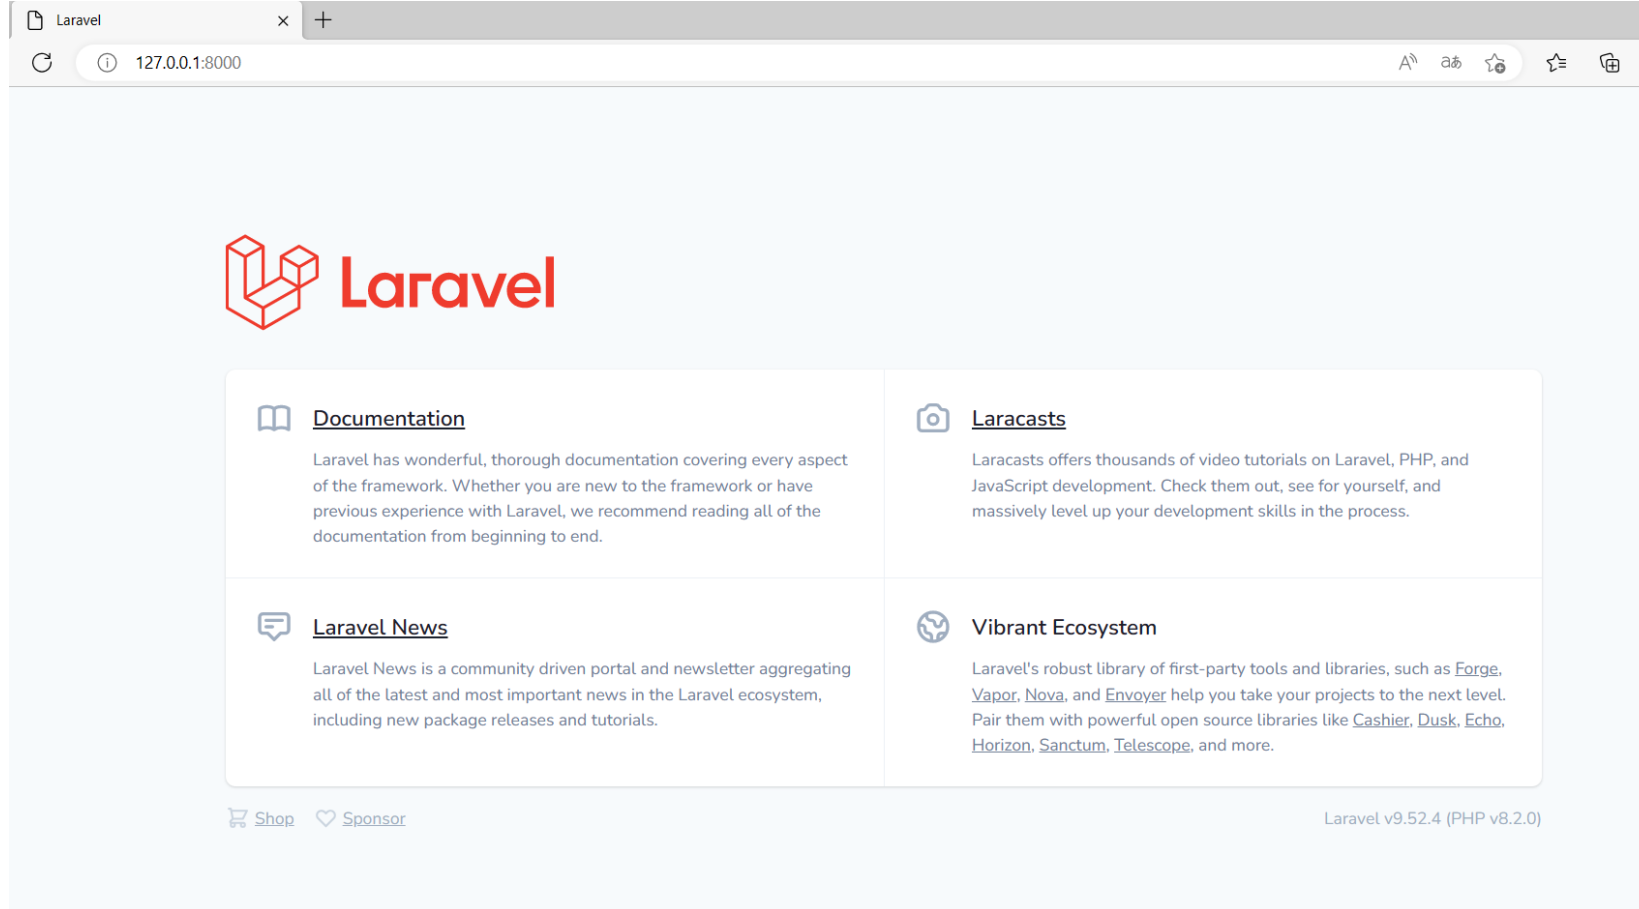 Laravel
127.0.0.1:8000
Laravel
Documentation
Laravel has wonderful, thorough documentation covering every aspect
of the framework. Whether you are new to the framework or have
previous experience with Laravel, we recommend reading all of the
documentation from beginning to end.
Laracasts
Laracasts offers thousands of video tutorials on Laravel, PHP, and
JavaScript development. Check them out, see for yourself, and
massively level up your development skills in the process.
Laravel News
Laravel News is a community driven portal and newsletter aggregating
all of the latest and most important news in the Laravel ecosystem,
including new package releases and tutorials.
Vibrant Ecosystem
Laravel's robust library of first-party tools and libraries, such as Forge,
Vapor, Nova, and Envoyer help you take your projects to the next level.
Pair them with powerful open source libraries like Cashier, Dusk, Echo,
Horizon, Sanctum, Telescope, and more.
Shop Sponsor
Laravel v9.52.4 (PHP v8.2.0)